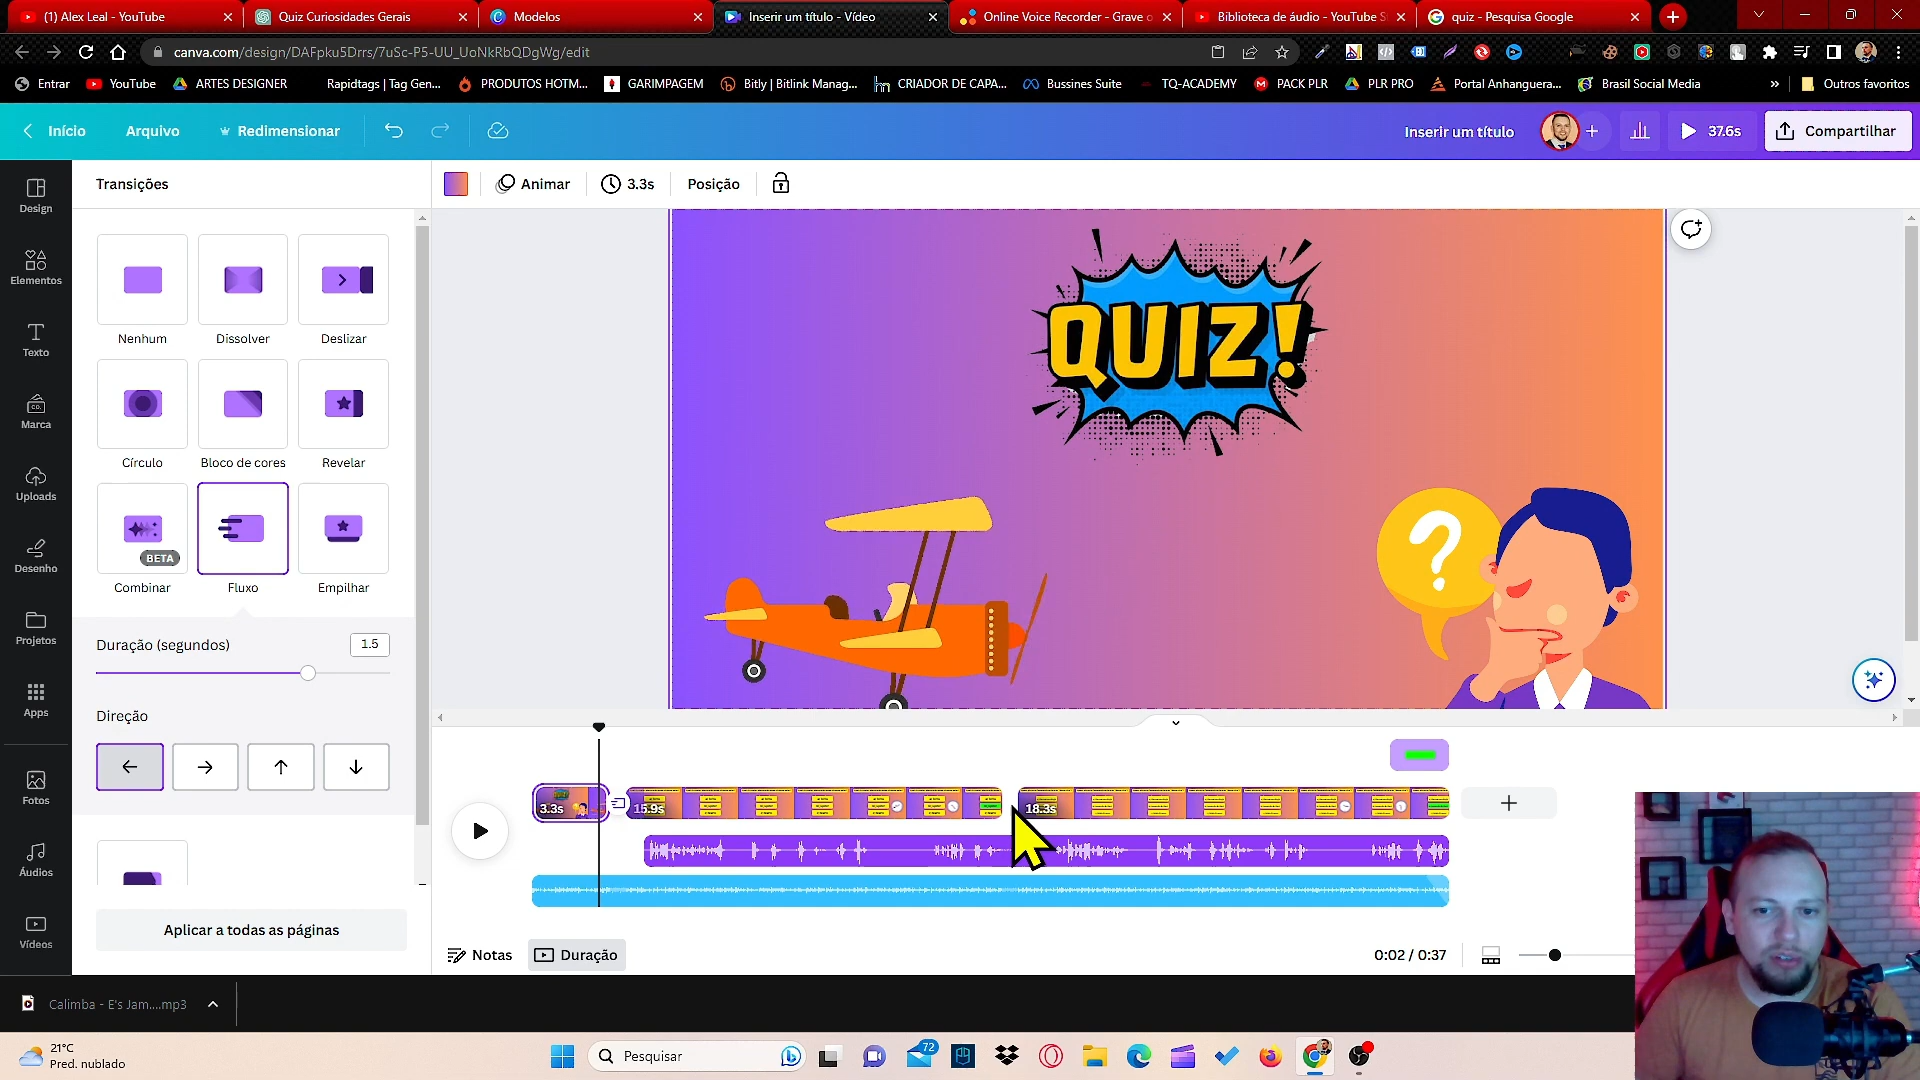 (1) Alex Leal - YouTube
Quiz Curiosidades Gerais
Modelos
Inserir um título - Vídeo
Online Voice Recorder - Grave o
Biblioteca de áudio - YouTube S
quiz - Pesquisa Google
canva.com/design/DAFpku5Drrs/7uSc-P5-UU_UoNkRbQDgWg/edit
Entrar
YouTube
ARTES DESIGNER
Rapidtags | Tag Gen...
PRODUTOS HOTM...
GARIMPAGEM
Bitly | Bitlink Manag...
CRIADOR DE CAPA...
Bussines Suite
TQ-ACADEMY
PACK PLR
PLR PRO
Portal Anhanguera...
Brasil Social Media
Outros favoritos
Início
Arquivo
Redimensionar
Inserir um título
37.6s
Compartilhar
Transições
Animar
3.3s
Posição
Design
Elementos
Texto
Marca
Uploads
Desenho
Projetos
Apps
Fotos
Áudios
Vídeos
Nenhum
Dissolver
Deslizar
Círculo
Bloco de cores
Revelar
BETA
Combinar
Fluxo
Empilhar
Duração (segundos)
1.5
Direção
Aplicar a todas as páginas
QUIZ!
?
3.3s
15.9s
18.3s
Notas
Duração
0:02 / 0:37
Calimba - E's Jam....mp3
21°C
Pred. nublado
Pesquisar
72